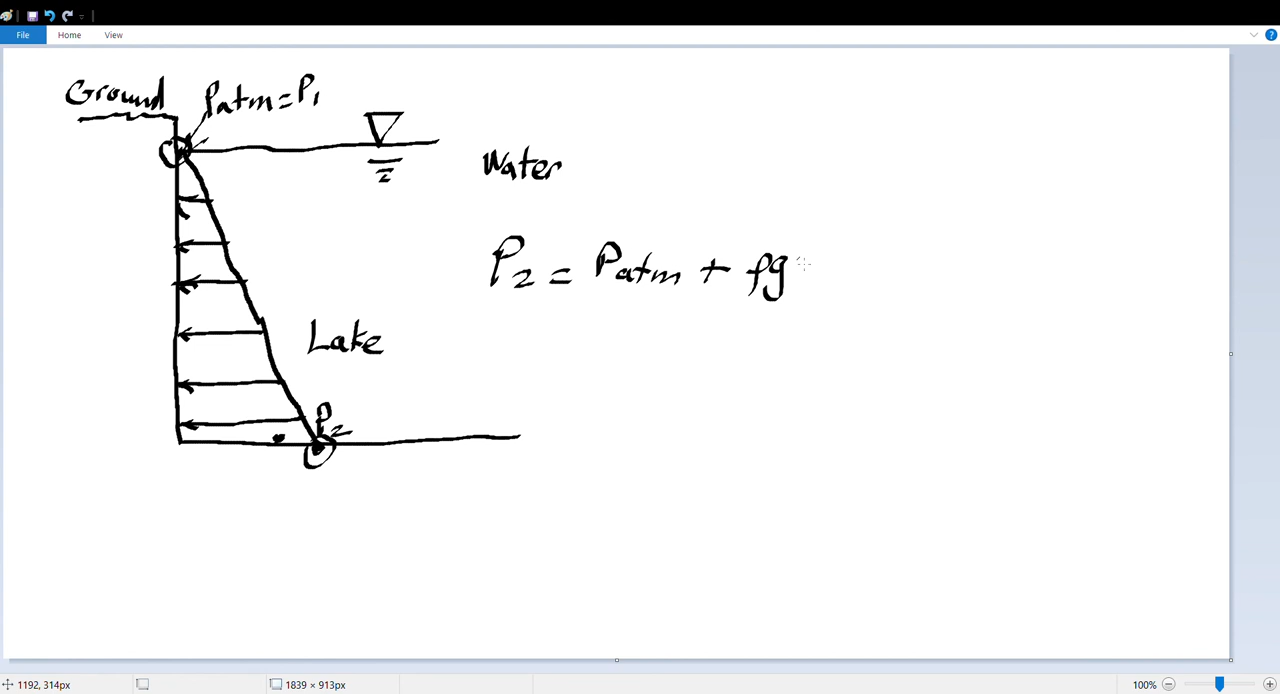 File Home View
Ground
Patm = P1
Water
P2 = Patm + ρg
Lake
P2
1192, 314px 1839 × 913px 100%